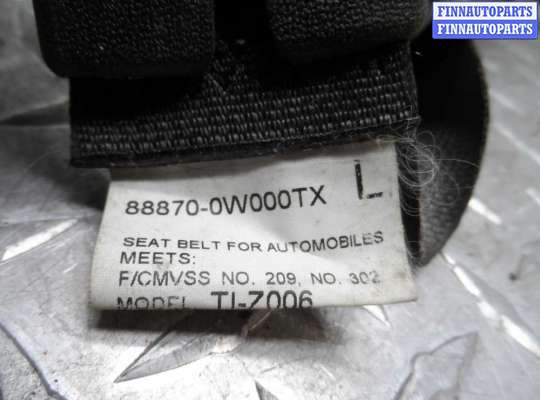 FINNAUTOPARTS
FINNAUTOPARTS
88870-0W000TX L
SEAT BELT FOR AUTOMOBILES
MEETS:
F/CMVSS NO. 209, NO. 302
MODEL TI-Z006